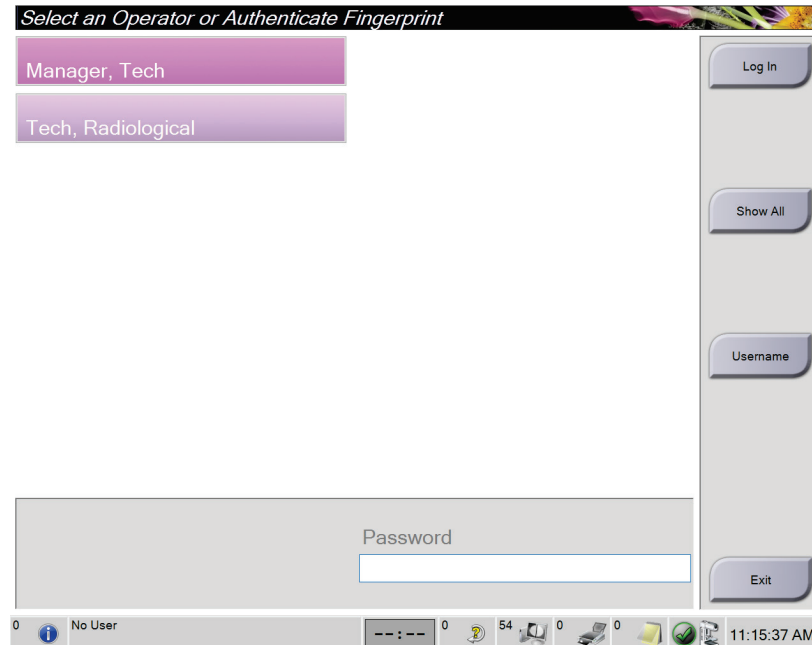 Select an Operator or Authenticate Fingerprint
Manager, Tech
Tech, Radiological
Log In
Show All
Username
Password
Exit
0
No User
--:--
0
54
0
0
11:15:37 AM